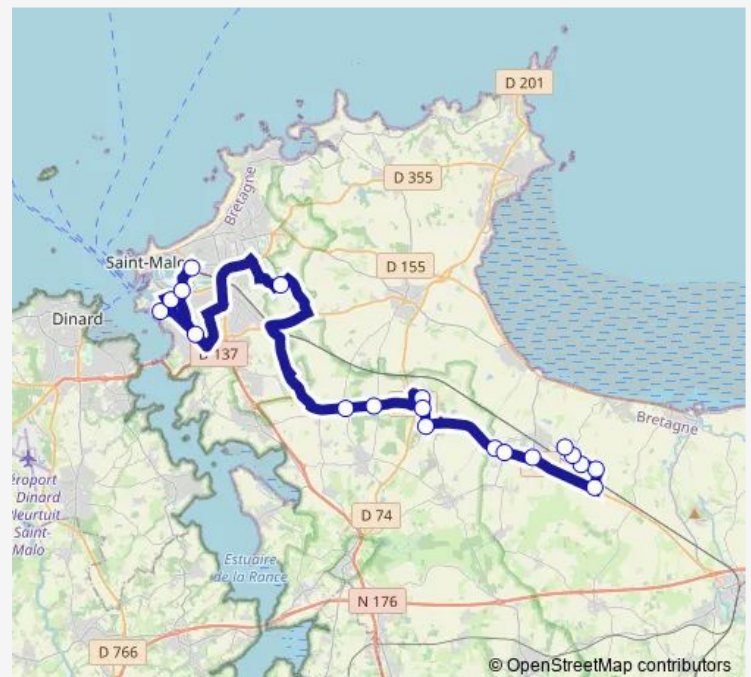 D 201
D 355
Bretagne
Saint-Malo
D 155
Dinard
D 137
Bretagne
éroport
Dinard
leurtuit
Saint-
Malo
D 74
Estuaire
de la Rance
N 176
D 766
© OpenStreetMap contributors